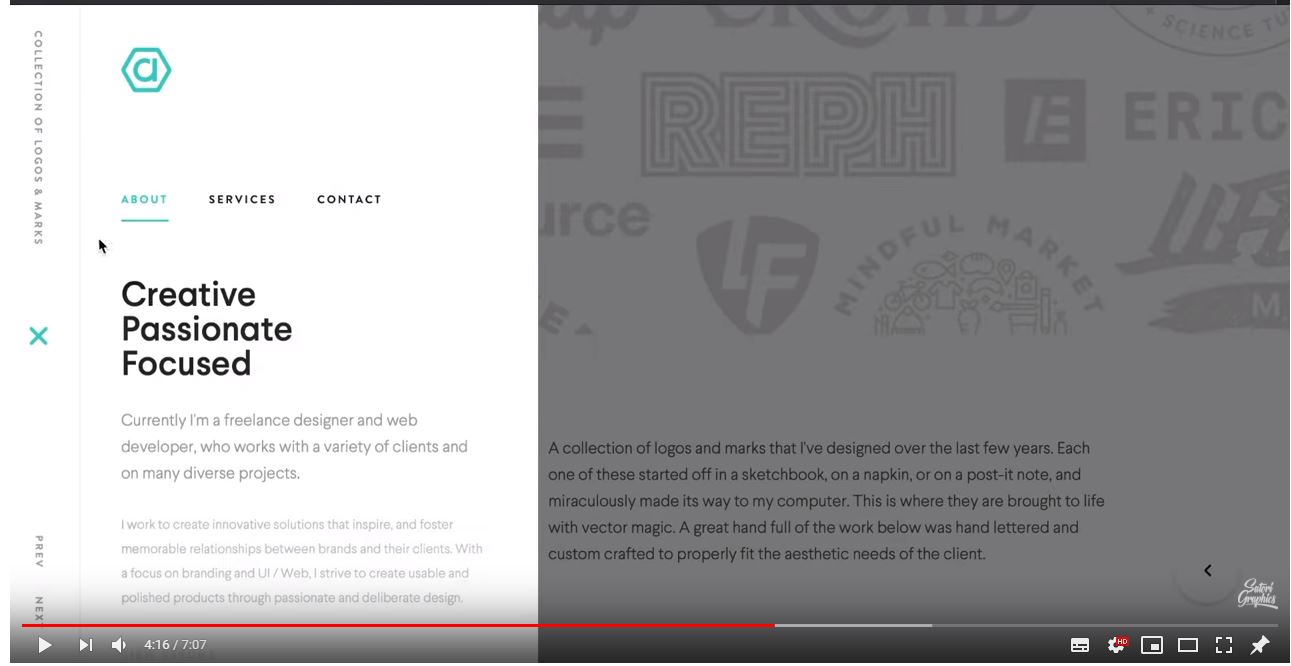 COLLECTION OF LOGOS & MARKS
a
ABOUT SERVICES CONTACT
Creative
Passionate
Focused
Currently I'm a freelance designer and web
developer, who works with a variety of clients and
on many diverse projects.
I work to create innovative solutions that inspire, and foster
memorable relationships between brands and their clients. With
a focus on branding and UI / Web, I strive to create usable and
polished products through passionate and deliberate design.
PREV
NEXT
CROWD
SCIENCE TU
REPH
E
ERIC
urce
LF
MINDFUL MARKET
LIFE
M
A collection of logos and marks that I've designed over the last few years. Each
one of these started off in a sketchbook, on a napkin, or on a post-it note, and
miraculously made its way to my computer. This is where they are brought to life
with vector magic. A great hand full of the work below was hand lettered and
custom crafted to properly fit the aesthetic needs of the client.
Satori
Graphics
4:16 / 7:07
HD